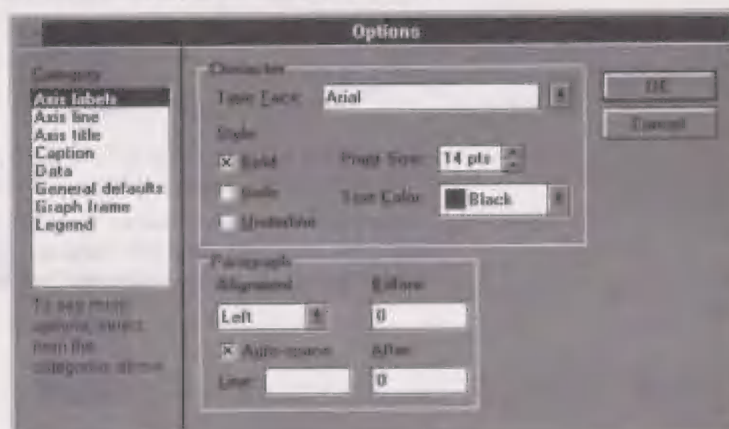 Options
Category
Axis labels
Axis line
Axis title
Caption
Data
General defaults
Graph frame
Legend
To see more
options, select
from the
categories above
Character
Type Face: Arial
Style
Bold
Point Size: 14 pts
Italic
Text Color: Black
Underline
OK
Cancel
Paragraph
Alignment
Before
Left
0
Auto-space
After
Line:
0